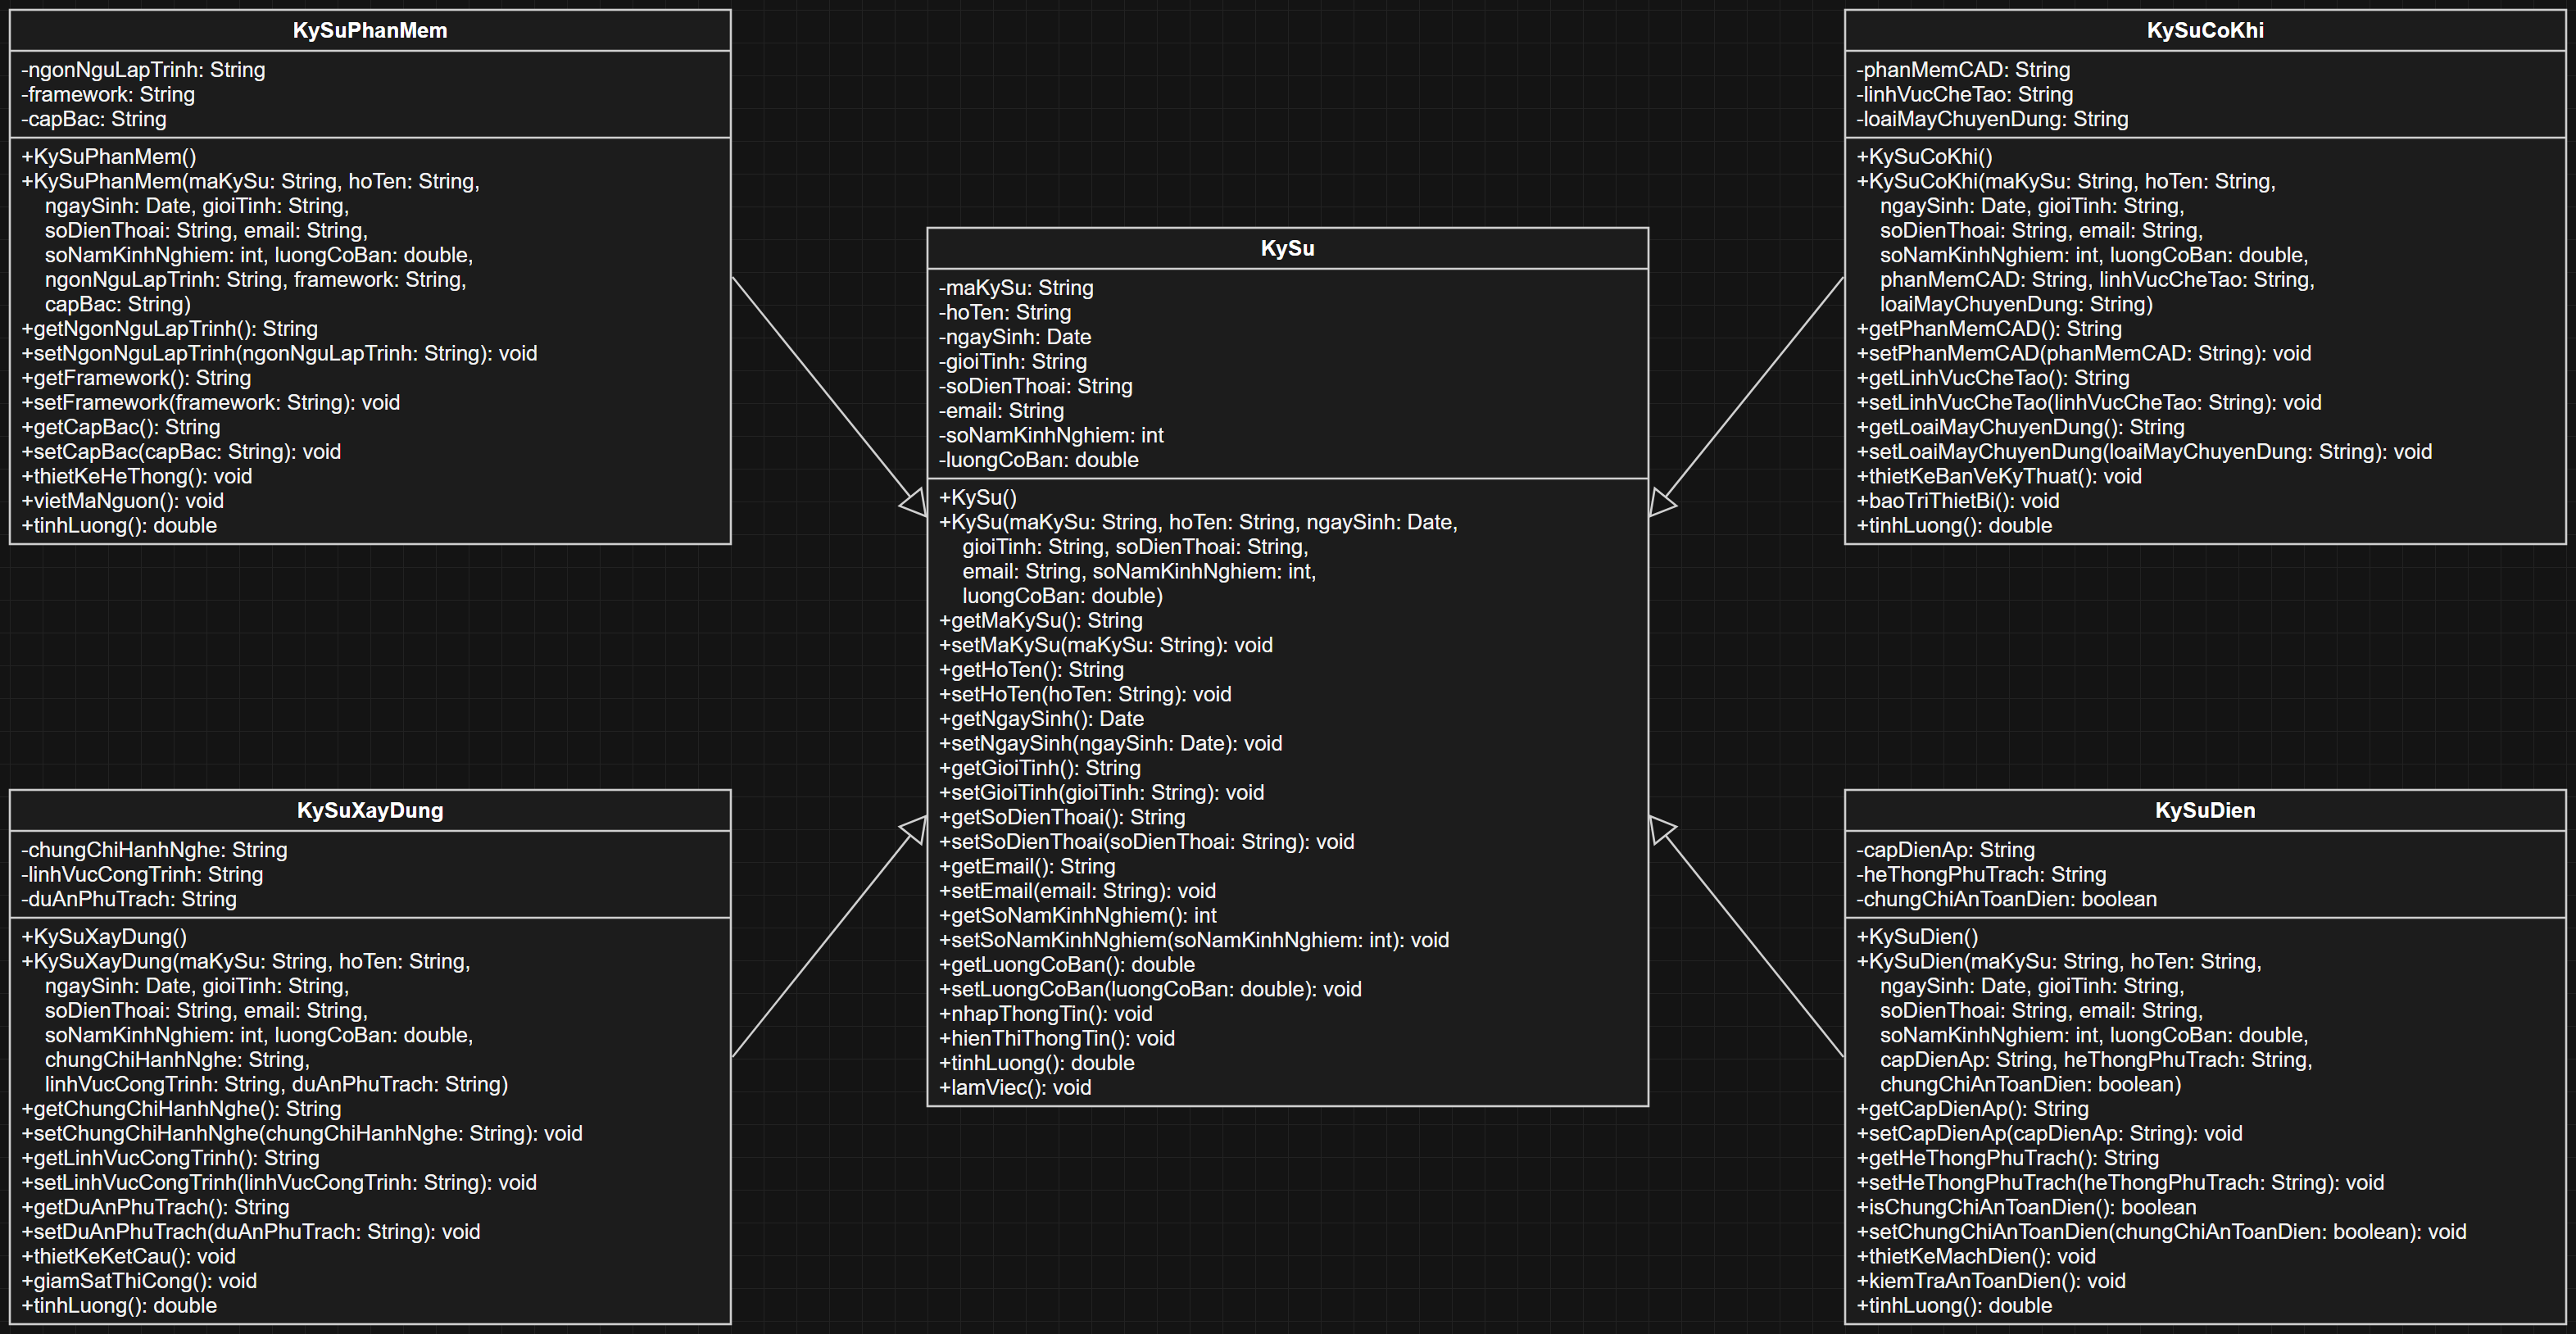 KySuPhanMem
-ngonNguLapTrinh: String
-framework: String
-capBac: String
+KySuPhanMem()
+KySuPhanMem(maKySu: String, hoTen: String,
ngaySinh: Date, gioiTinh: String,
soDienThoai: String, email: String,
soNamKinhNghiem: int, luongCoBan: double,
ngonNguLapTrinh: String, framework: String,
capBac: String)
+getNgonNguLapTrinh(): String
+setNgonNguLapTrinh(ngonNguLapTrinh: String): void
+getFramework(): String
+setFramework(framework: String): void
+getCapBac(): String
+setCapBac(capBac: String): void
+thietKeHeThong(): void
+vietMaNguon(): void
+tinhLuong(): double
KySuXayDung
-chungChiHanhNghe: String
-linhVucCongTrinh: String
-duAnPhuTrach: String
+KySuXayDung()
+KySuXayDung(maKySu: String, hoTen: String,
ngaySinh: Date, gioiTinh: String,
soDienThoai: String, email: String,
soNamKinhNghiem: int, luongCoBan: double,
chungChiHanhNghe: String,
linhVucCongTrinh: String, duAnPhuTrach: String)
+getChungChiHanhNghe(): String
+setChungChiHanhNghe(chungChiHanhNghe: String): void
+getLinhVucCongTrinh(): String
+setLinhVucCongTrinh(linhVucCongTrinh: String): void
+getDuAnPhuTrach(): String
+setDuAnPhuTrach(duAnPhuTrach: String): void
+thietKeKetCau(): void
+giamSatThiCong(): void
+tinhLuong(): double
KySu
-maKySu: String
-hoTen: String
-ngaySinh: Date
-gioiTinh: String
-soDienThoai: String
-email: String
-soNamKinhNghiem: int
-luongCoBan: double
+KySu()
+KySu(maKySu: String, hoTen: String, ngaySinh: Date,
gioiTinh: String, soDienThoai: String,
email: String, soNamKinhNghiem: int,
luongCoBan: double)
+getMaKySu(): String
+setMaKySu(maKySu: String): void
+getHoTen(): String
+setHoTen(hoTen: String): void
+getNgaySinh(): Date
+setNgaySinh(ngaySinh: Date): void
+getGioiTinh(): String
+setGioiTinh(gioiTinh: String): void
+getSoDienThoai(): String
+setSoDienThoai(soDienThoai: String): void
+getEmail(): String
+setEmail(email: String): void
+getSoNamKinhNghiem(): int
+setSoNamKinhNghiem(soNamKinhNghiem: int): void
+getLuongCoBan(): double
+setLuongCoBan(luongCoBan: double): void
+nhapThongTin(): void
+hienThiThongTin(): void
+tinhLuong(): double
+lamViec(): void
KySuCoKhi
-phanMemCAD: String
-linhVucCheTao: String
-loaiMayChuyenDung: String
+KySuCoKhi()
+KySuCoKhi(maKySu: String, hoTen: String,
ngaySinh: Date, gioiTinh: String,
soDienThoai: String, email: String,
soNamKinhNghiem: int, luongCoBan: double,
phanMemCAD: String, linhVucCheTao: String,
loaiMayChuyenDung: String)
+getPhanMemCAD(): String
+setPhanMemCAD(phanMemCAD: String): void
+getLinhVucCheTao(): String
+setLinhVucCheTao(linhVucCheTao: String): void
+getLoaiMayChuyenDung(): String
+setLoaiMayChuyenDung(loaiMayChuyenDung: String): void
+thietKeBanVeKyThuat(): void
+baoTriThietBi(): void
+tinhLuong(): double
KySuDien
-capDienAp: String
-heThongPhuTrach: String
-chungChiAnToanDien: boolean
+KySuDien()
+KySuDien(maKySu: String, hoTen: String,
ngaySinh: Date, gioiTinh: String,
soDienThoai: String, email: String,
soNamKinhNghiem: int, luongCoBan: double,
capDienAp: String, heThongPhuTrach: String,
chungChiAnToanDien: boolean)
+getCapDienAp(): String
+setCapDienAp(capDienAp: String): void
+getHeThongPhuTrach(): String
+setHeThongPhuTrach(heThongPhuTrach: String): void
+isChungChiAnToanDien(): boolean
+setChungChiAnToanDien(chungChiAnToanDien: boolean): void
+thietKeMachDien(): void
+kiemTraAnToanDien(): void
+tinhLuong(): double